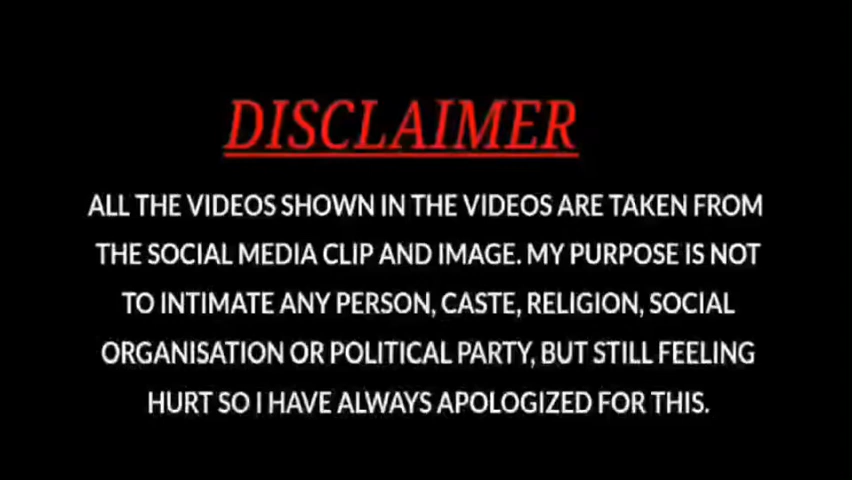 DISCLAIMER
ALL THE VIDEOS SHOWN IN THE VIDEOS ARE TAKEN FROM
THE SOCIAL MEDIA CLIP AND IMAGE. MY PURPOSE IS NOT
TO INTIMATE ANY PERSON, CASTE, RELIGION, SOCIAL
ORGANISATION OR POLITICAL PARTY, BUT STILL FEELING
HURT SO I HAVE ALWAYS APOLOGIZED FOR THIS.